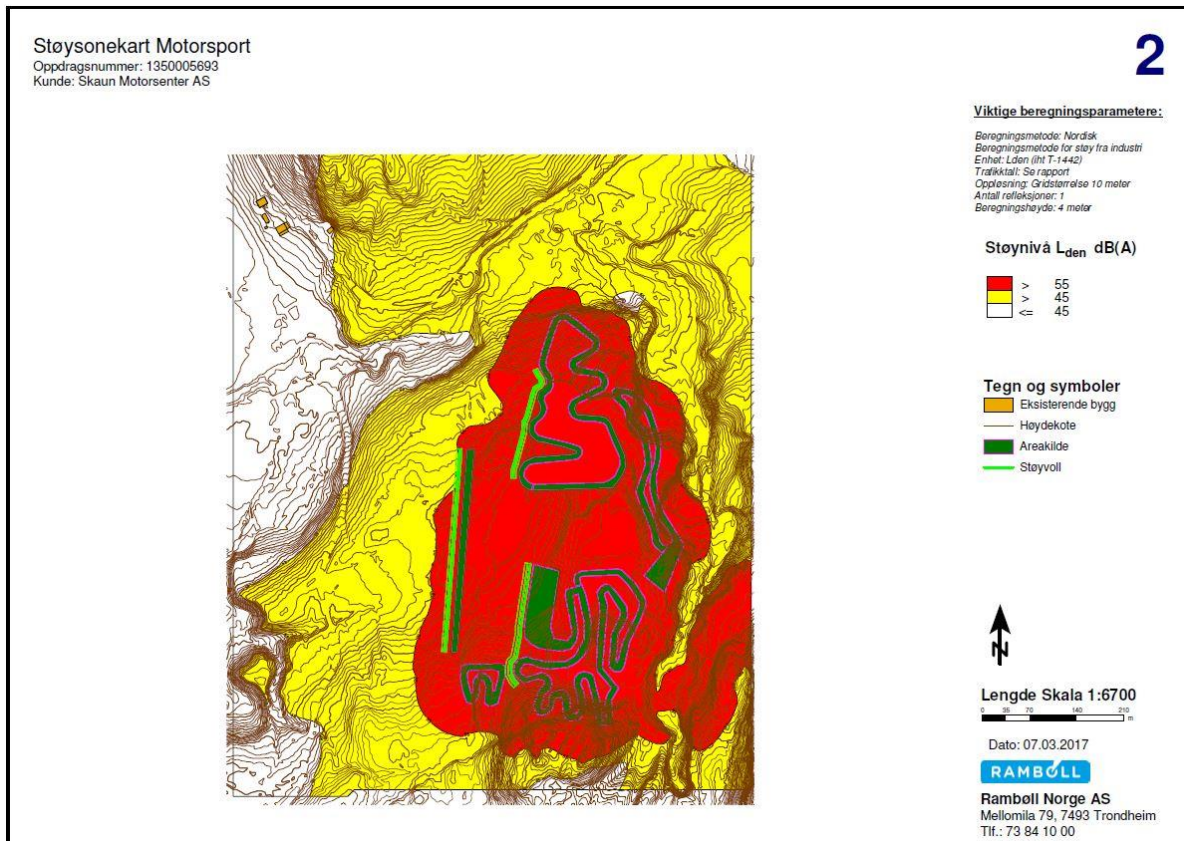 Støysonekart Motorsport
Oppdragsnummer: 1350005693
Kunde: Skaun Motorsenter AS
2
Viktige beregningsparametere:
Beregningsmetode: Nordisk
Beregningsmetode for støy fra industri
Enhet: Lden (iht T-1442)
Trafikktall: Se rapport
Oppløsning: Gridstørrelse 10 meter
Antall refleksjoner: 1
Beregningshøyde: 4 meter
Støynivå Lden dB(A)
> 55
> 45
<= 45
Tegn og symboler
Eksisterende bygg
Høydekote
Areakilde
Støyvoll
N
Lengde Skala 1:6700
0 35 70 140 210
m
Dato: 07.03.2017
RAMBOLL
Rambøll Norge AS
Mellomila 79, 7493 Trondheim
Tlf.: 73 84 10 00